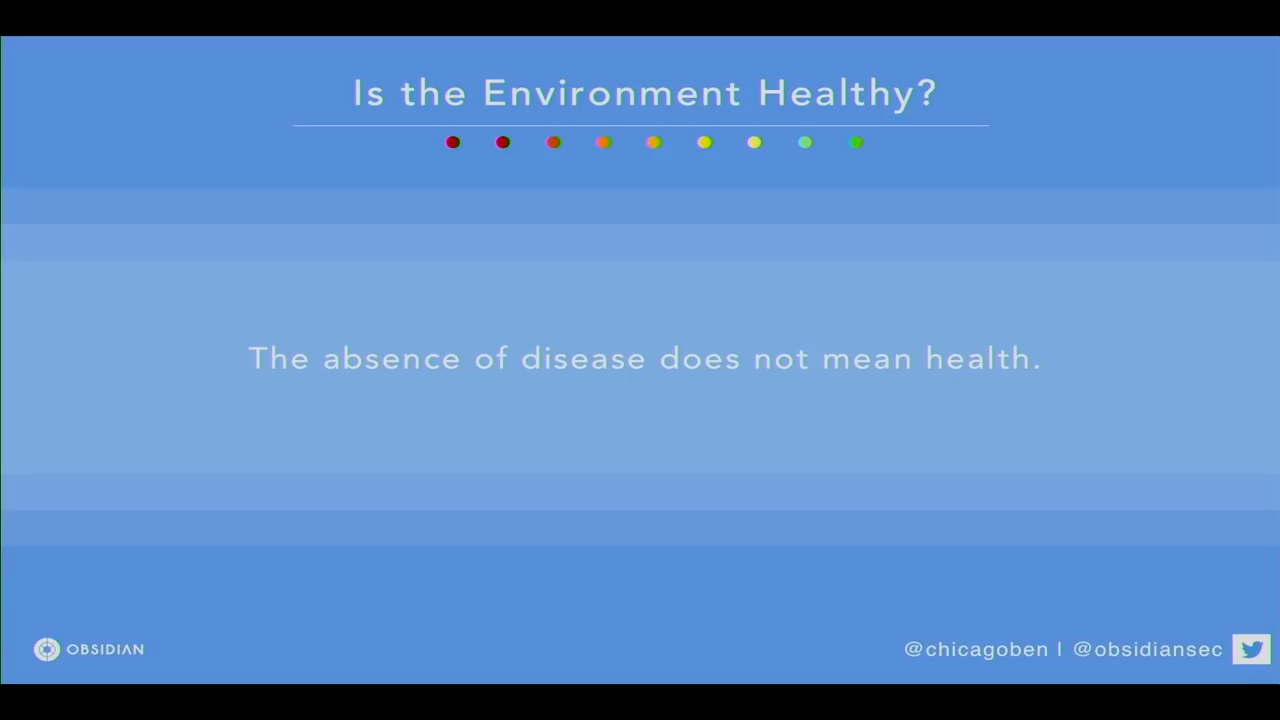 Is the Environment Healthy?
The absence of disease does not mean health.
OBSIDIAN
@chicagoben | @obsidiansec